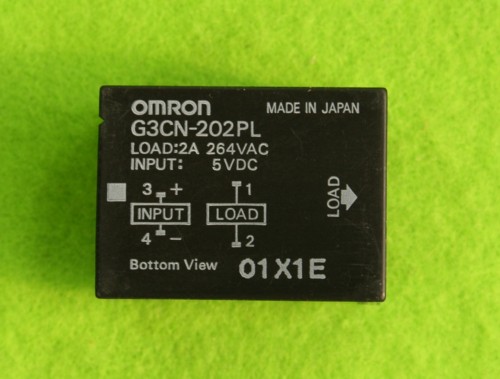 OMRON MADE IN JAPAN
G3CN-202PL
LOAD:2A 264VAC
INPUT: 5VDC
3 + 1
INPUT LOAD
4 – 2
LOAD
Bottom View 01X1E